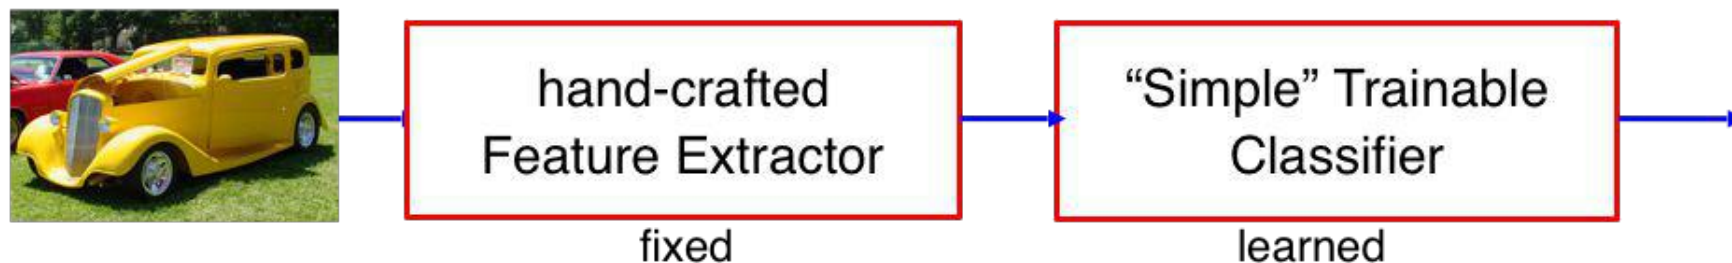 hand-crafted
Feature Extractor
fixed
“Simple” Trainable
Classifier
learned